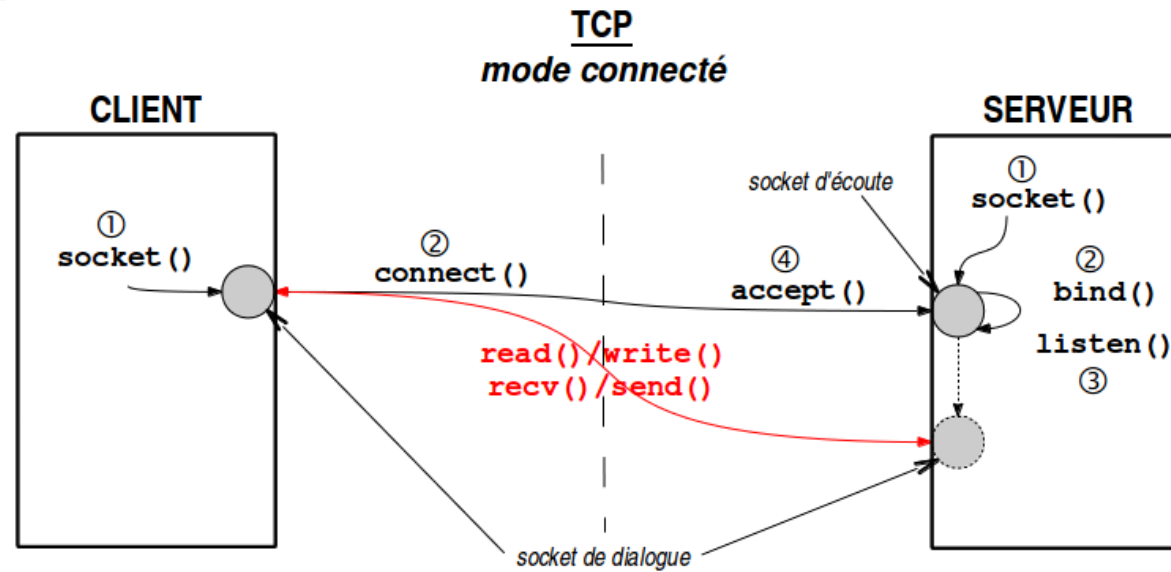 TCP
mode connecté
CLIENT
SERVEUR
socket d'écoute
①
socket()
①
socket()
②
connect()
④
accept()
②
bind()
listen()
③
read()/write()
recv()/send()
socket de dialogue